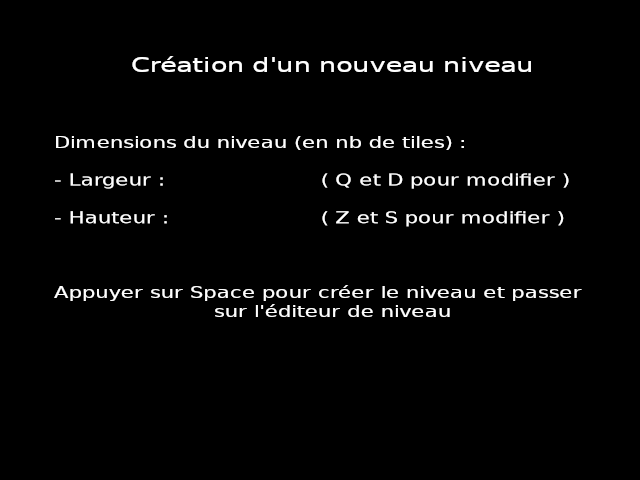 Création d'un nouveau niveau
Dimensions du niveau (en nb de tiles) :
- Largeur : ( Q et D pour modifier )
- Hauteur : ( Z et S pour modifier )
Appuyer sur Space pour créer le niveau et passer
sur l'éditeur de niveau